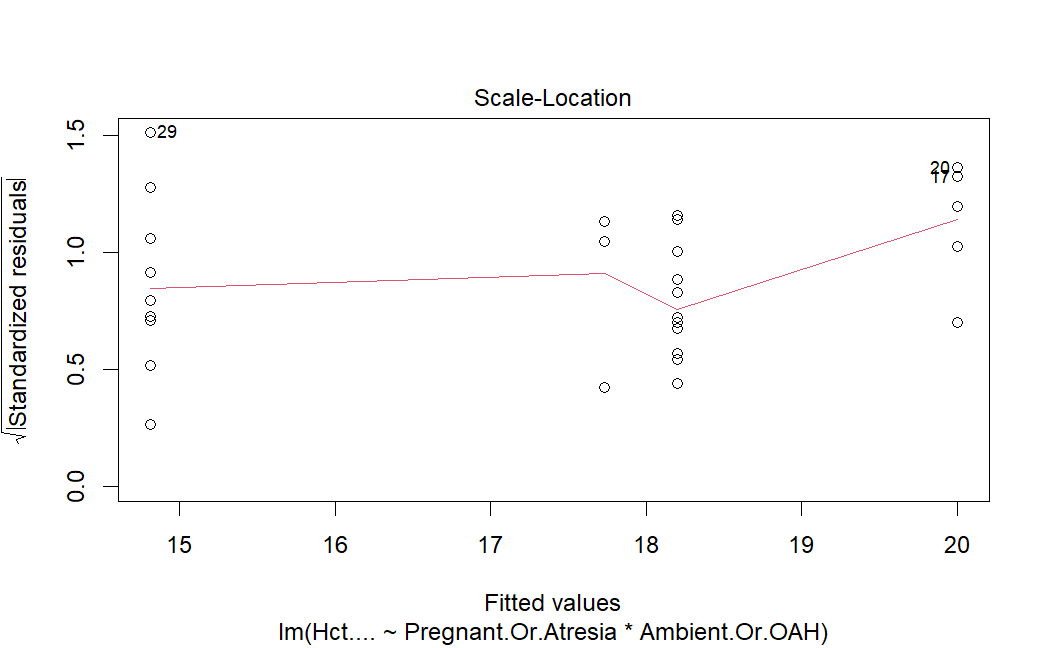 Scale-Location
√|Standardized residuals|
1.5
1.0
0.5
0.0
29
20
17
15 16 17 18 19 20
Fitted values
lm(Hct.... ~ Pregnant.Or.Atresia * Ambient.Or.OAH)